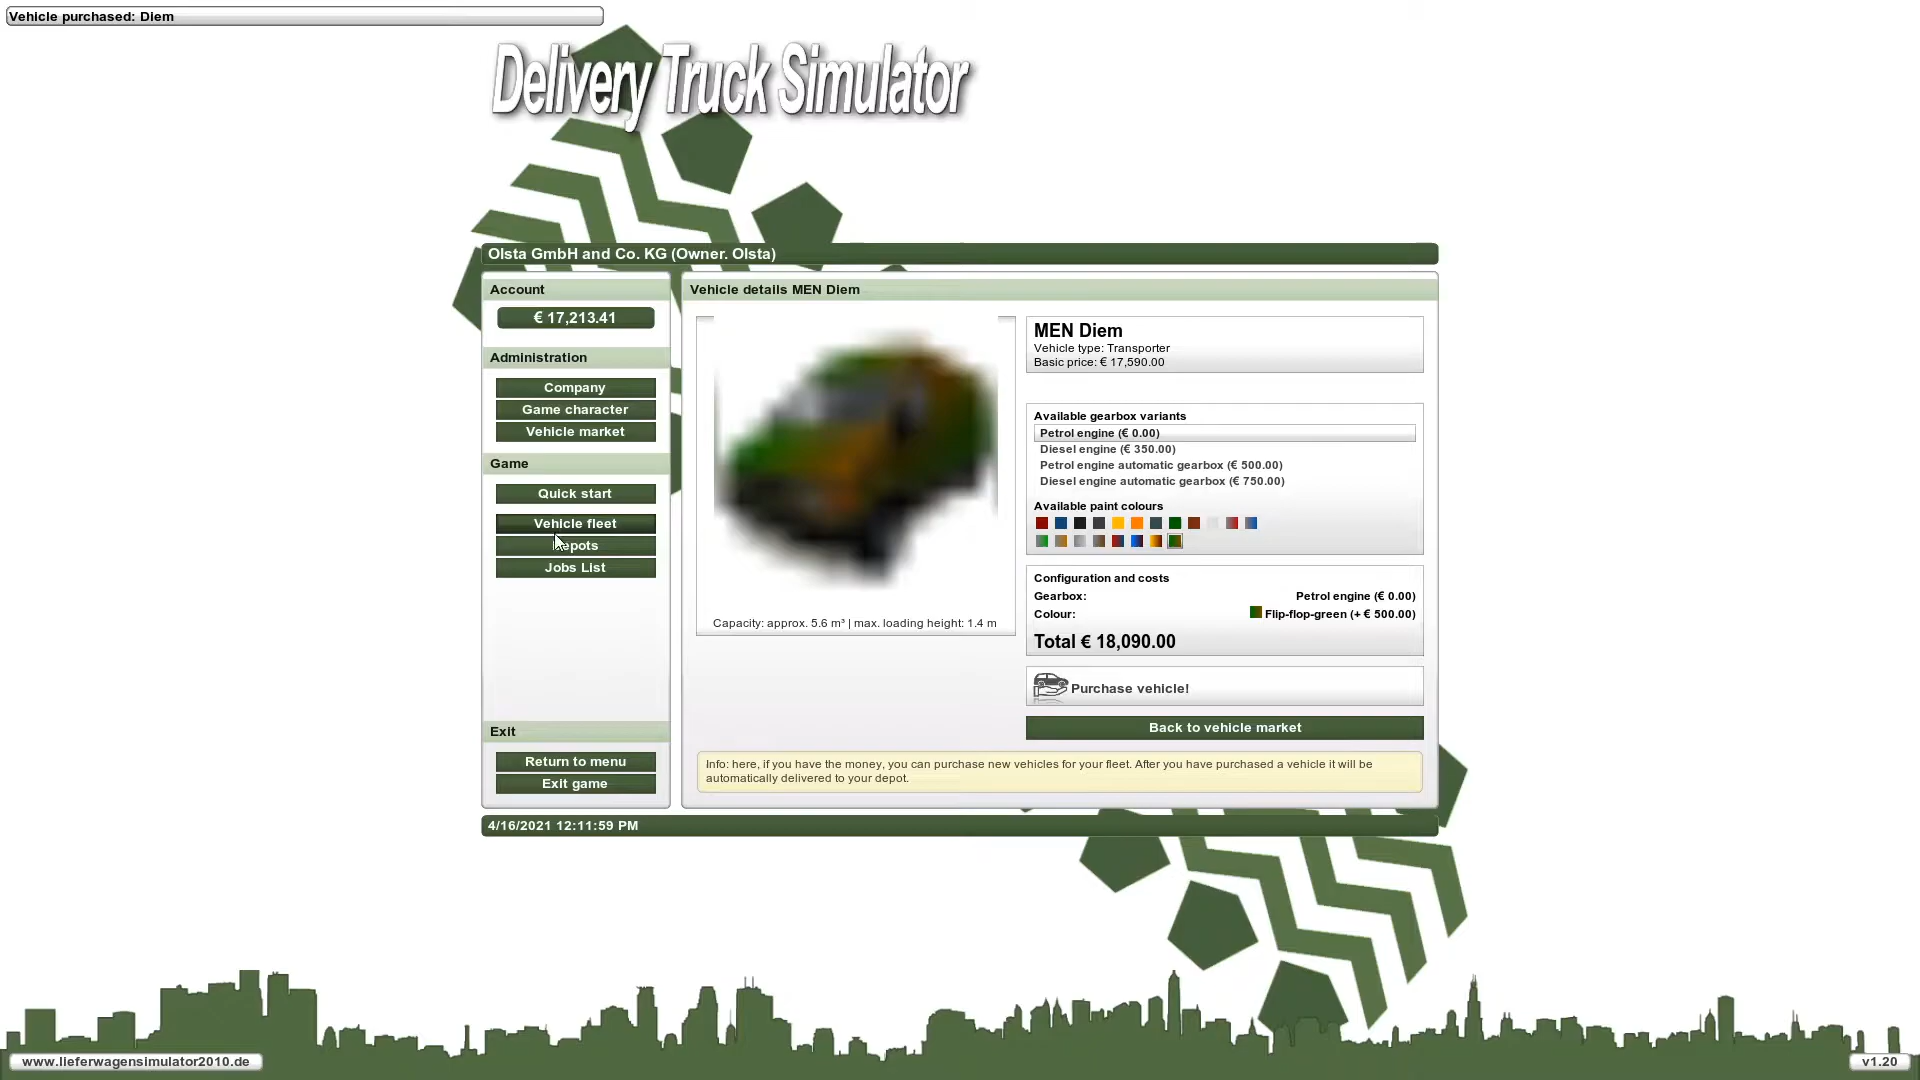 Vehicle purchased: Diem
Delivery Truck Simulator
Olsta GmbH and Co. KG (Owner. Olsta)
Account
€ 17,213.41
Administration
Company
Game character
Vehicle market
Game
Quick start
Vehicle fleet
epots
Jobs List
Exit
Return to menu
Exit game
Vehicle details MEN Diem
Capacity: approx. 5.6 m³ | max. loading height: 1.4 m
MEN Diem
Vehicle type: Transporter
Basic price: € 17,590.00
Available gearbox variants
Petrol engine (€ 0.00)
Diesel engine (€ 350.00)
Petrol engine automatic gearbox (€ 500.00)
Diesel engine automatic gearbox (€ 750.00)
Available paint colours
Configuration and costs
Gearbox: Petrol engine (€ 0.00)
Colour: Flip-flop-green (+ € 500.00)
Total € 18,090.00
Purchase vehicle!
Back to vehicle market
Info: here, if you have the money, you can purchase new vehicles for your fleet. After you have purchased a vehicle it will be
automatically delivered to your depot.
4/16/2021 12:11:59 PM
www.lieferwagensimulator2010.de
v1.20